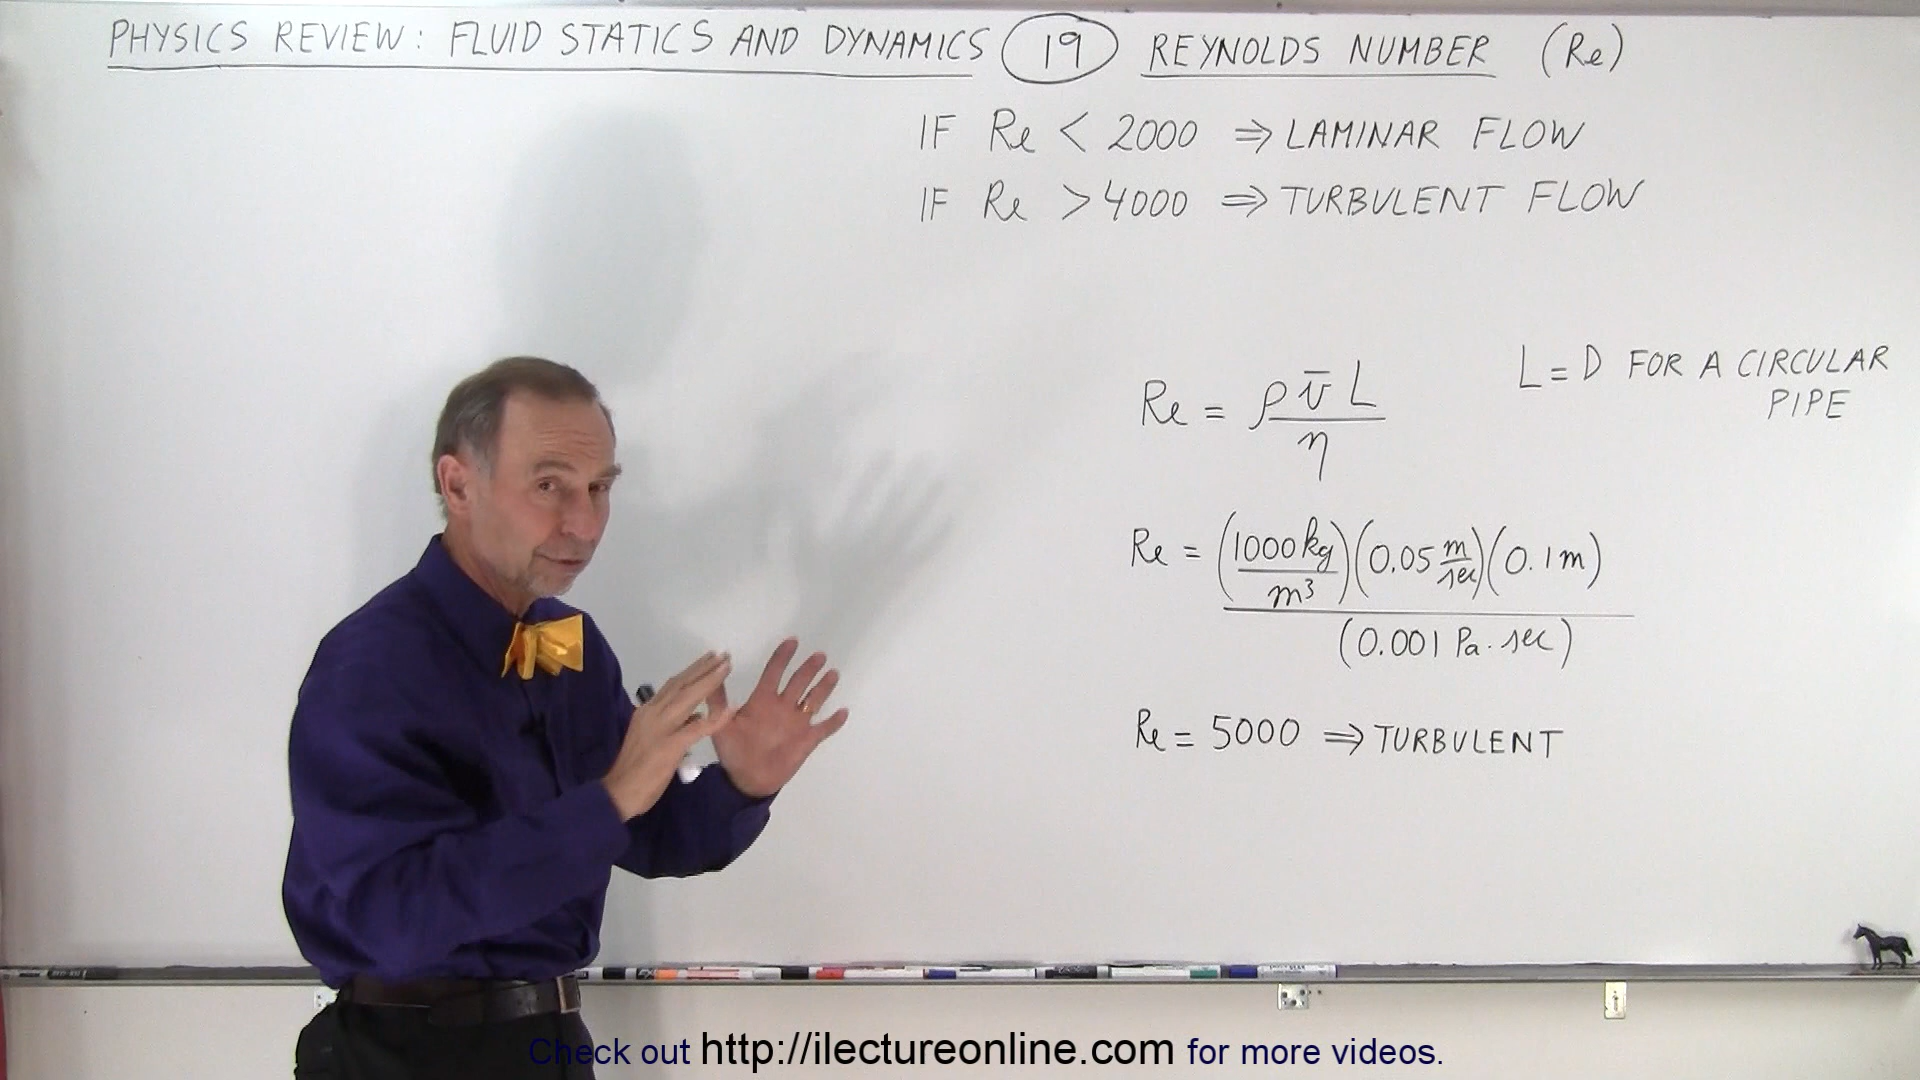 PHYSICS REVIEW: FLUID STATICS AND DYNAMICS 19 REYNOLDS NUMBER (Re)
IF Re < 2000 ⇒ LAMINAR FLOW
IF Re > 4000 ⇒ TURBULENT FLOW
Re = ρ v̄ L / η
L = D FOR A CIRCULAR
PIPE
Re = (1000 kg / m³)(0.05 m/sec)(0.1 m)
(0.001 Pa · sec)
Re = 5000 ⇒ TURBULENT
Check out http://ilectureonline.com for more videos.